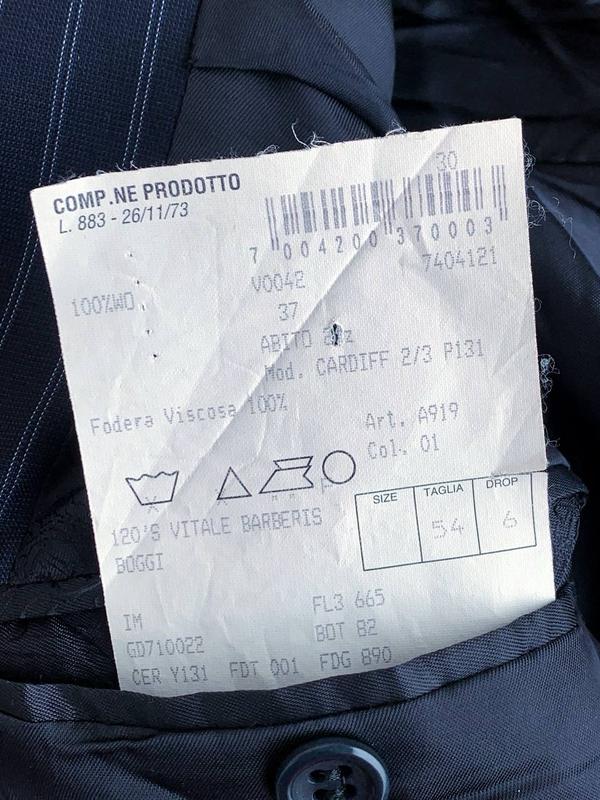 COMP.NE PRODOTTO
L. 883 - 26/11/73
30
7 004200 370003
7404121
V0042
100%WO
37
ABITO
Mod. CARDIFF 2/3 P131
Fodera Viscosa 100%
Art. A919
Col. 01
SIZE TAGLIA DROP
54 6
120'S VITALE BARBERIS
BOGGI
IM FL3 665
GD710022 BOT 82
CER Y131 FDT 001 FDG 890